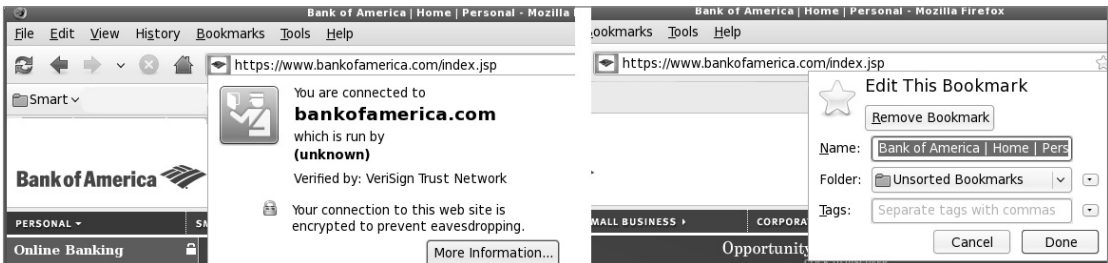 Bank of America | Home | Personal - Mozilla
File Edit View History Bookmarks Tools Help
https://www.bankofamerica.com/index.jsp
Smart
You are connected to
bankofamerica.com
which is run by
(unknown)
Verified by: VeriSign Trust Network
Your connection to this web site is
encrypted to prevent eavesdropping.
More Information...
Bank of America
PERSONAL
Online Banking
Bank of America | Home | Personal - Mozilla Firefox
ookmarks Tools Help
https://www.bankofamerica.com/index.jsp
Edit This Bookmark
Remove Bookmark
Name: Bank of America | Home | Pers
Folder: Unsorted Bookmarks
Tags: Separate tags with commas
Cancel Done
MALL BUSINESS CORPORA
Opportunity